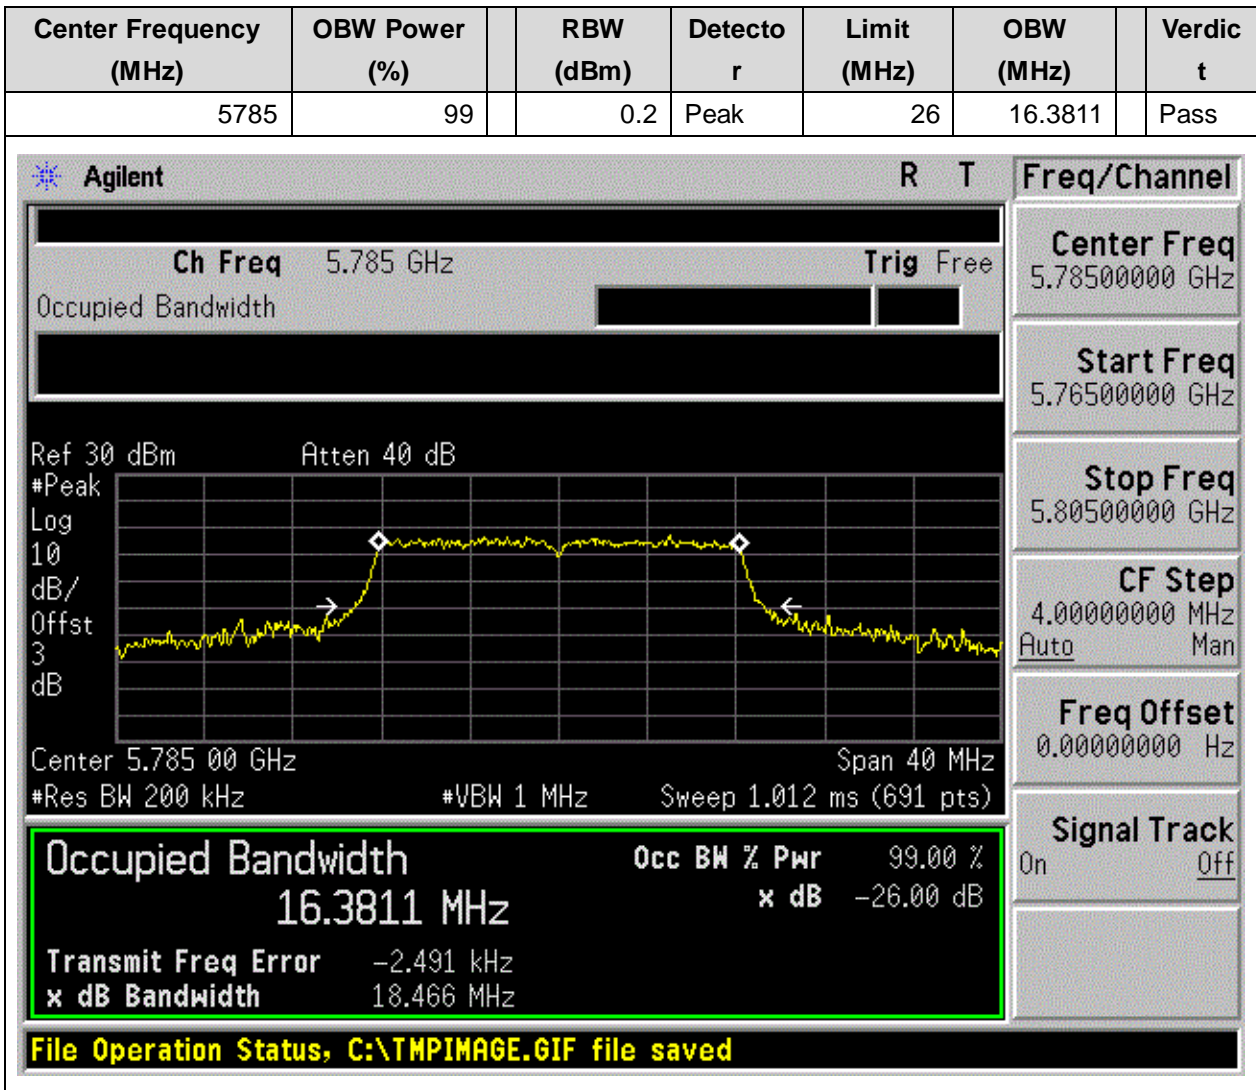 Center Frequency (MHz) OBW Power (%) RBW (dBm) Detecto r Limit (MHz) OBW (MHz) Verdic t
5785 99 0.2 Peak 26 16.3811 Pass
Agilent R T Freq/Channel
Ch Freq 5.785 GHz Trig Free
Occupied Bandwidth
Center Freq
5.78500000 GHz
Start Freq
5.76500000 GHz
Stop Freq
5.80500000 GHz
CF Step
4.00000000 MHz
Auto Man
Freq Offset
0.00000000 Hz
Signal Track
On Off
Ref 30 dBm Atten 40 dB
#Peak
Log
10
dB/
Offst
3
dB
Center 5.785 00 GHz Span 40 MHz
#Res BW 200 kHz #VBW 1 MHz Sweep 1.012 ms (691 pts)
Occupied Bandwidth Occ BW % Pwr 99.00 %
16.3811 MHz x dB -26.00 dB
Transmit Freq Error -2.491 kHz
x dB Bandwidth 18.466 MHz
File Operation Status, C:\TMPIMAGE.GIF file saved